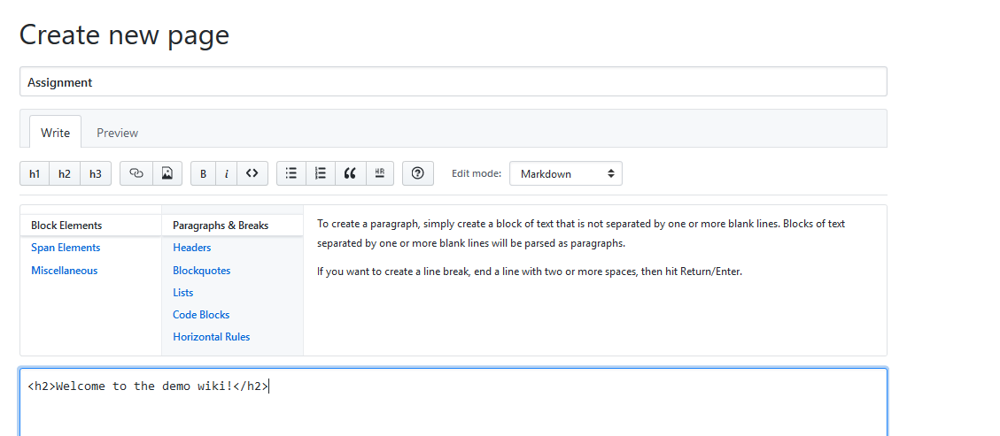 Create new page
Assignment
Write Preview
h1 h2 h3 B i <> HR ? Edit mode: Markdown
Block Elements
Span Elements
Miscellaneous
Paragraphs & Breaks
Headers
Blockquotes
Lists
Code Blocks
Horizontal Rules
To create a paragraph, simply create a block of text that is not separated by one or more blank lines. Blocks of text
separated by one or more blank lines will be parsed as paragraphs.
If you want to create a line break, end a line with two or more spaces, then hit Return/Enter.
<h2>Welcome to the demo wiki!</h2>